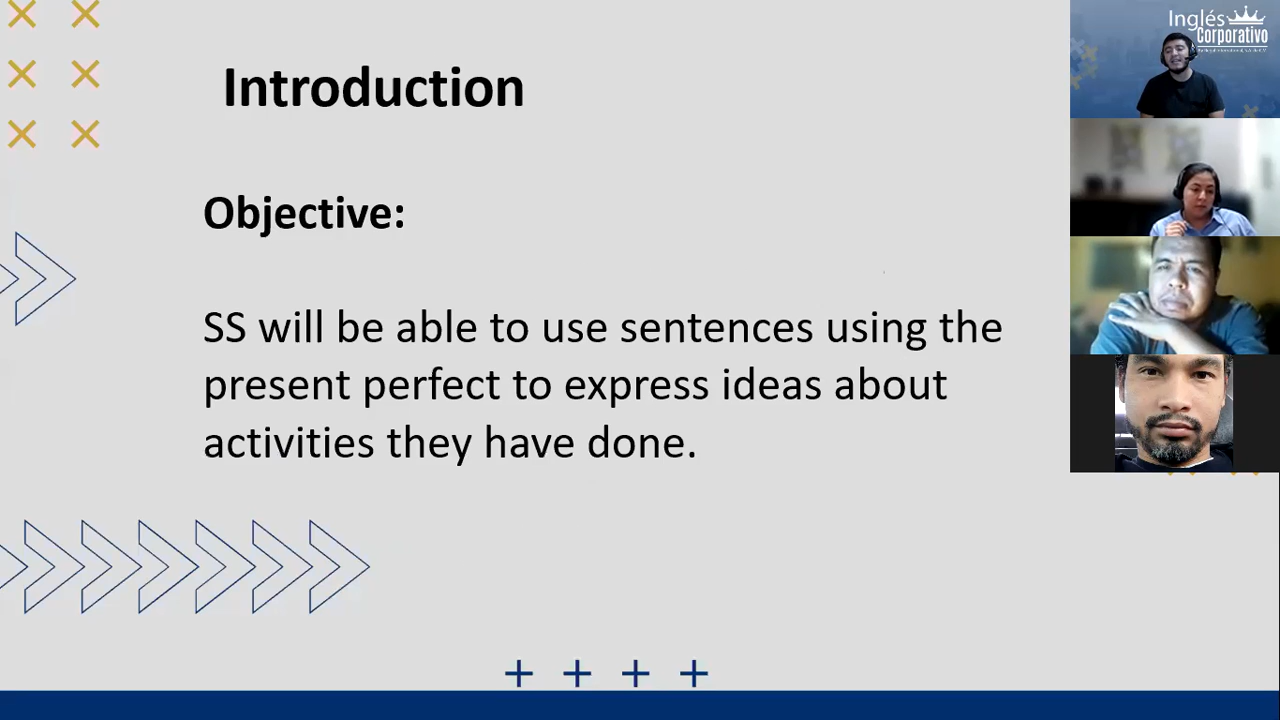 Introduction
Objective:
SS will be able to use sentences using the
present perfect to express ideas about
activities they have done.
Inglés
Corporativo